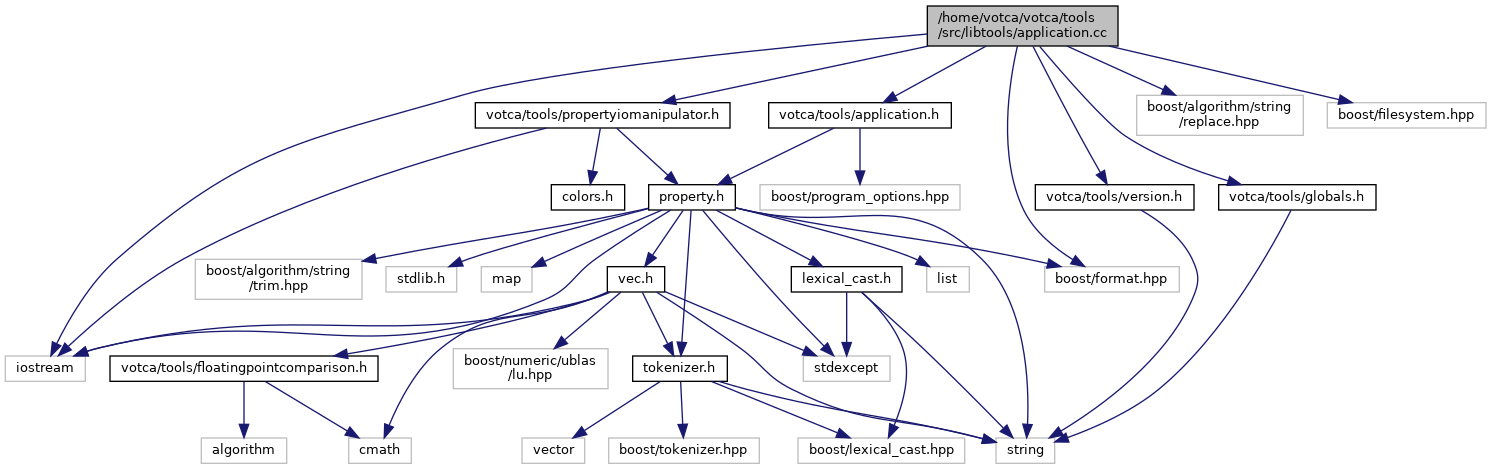 /home/votca/votca/tools
/src/libtools/application.cc
votca/tools/propertyiomanipulator.h
votca/tools/application.h
boost/algorithm/string
/replace.hpp
boost/filesystem.hpp
colors.h
property.h
boost/program_options.hpp
votca/tools/version.h
votca/tools/globals.h
boost/algorithm/string
/trim.hpp
stdlib.h
map
vec.h
lexical_cast.h
list
boost/format.hpp
iostream
votca/tools/floatingpointcomparison.h
boost/numeric/ublas
/lu.hpp
tokenizer.h
stdexcept
algorithm
cmath
vector
boost/tokenizer.hpp
boost/lexical_cast.hpp
string